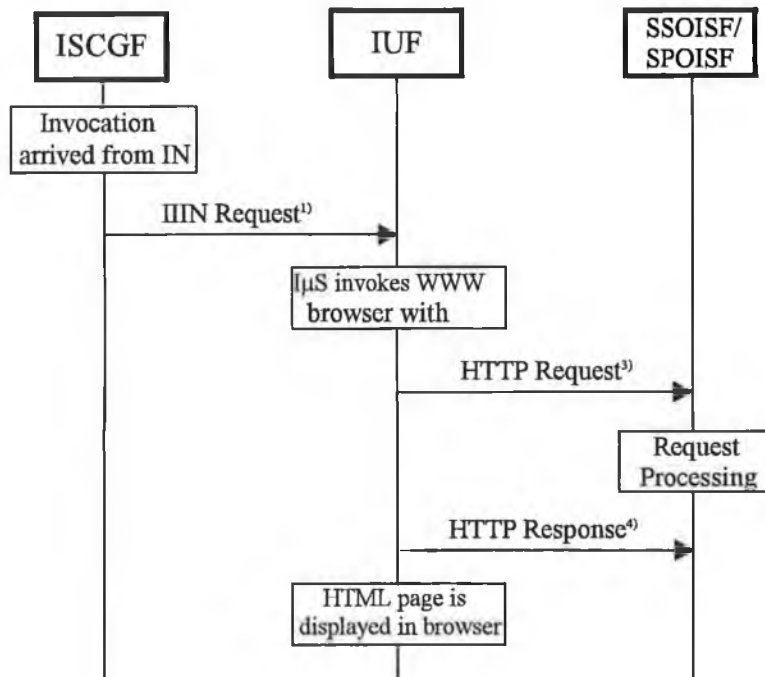 ISCGF
IUF
SSOISF/
SPOISF
Invocation
arrived from IN
IIIN Request¹⁾
IµS invokes WWW
browser with
HTTP Request³⁾
Request
Processing
HTTP Response⁴⁾
HTML page is
displayed in browser